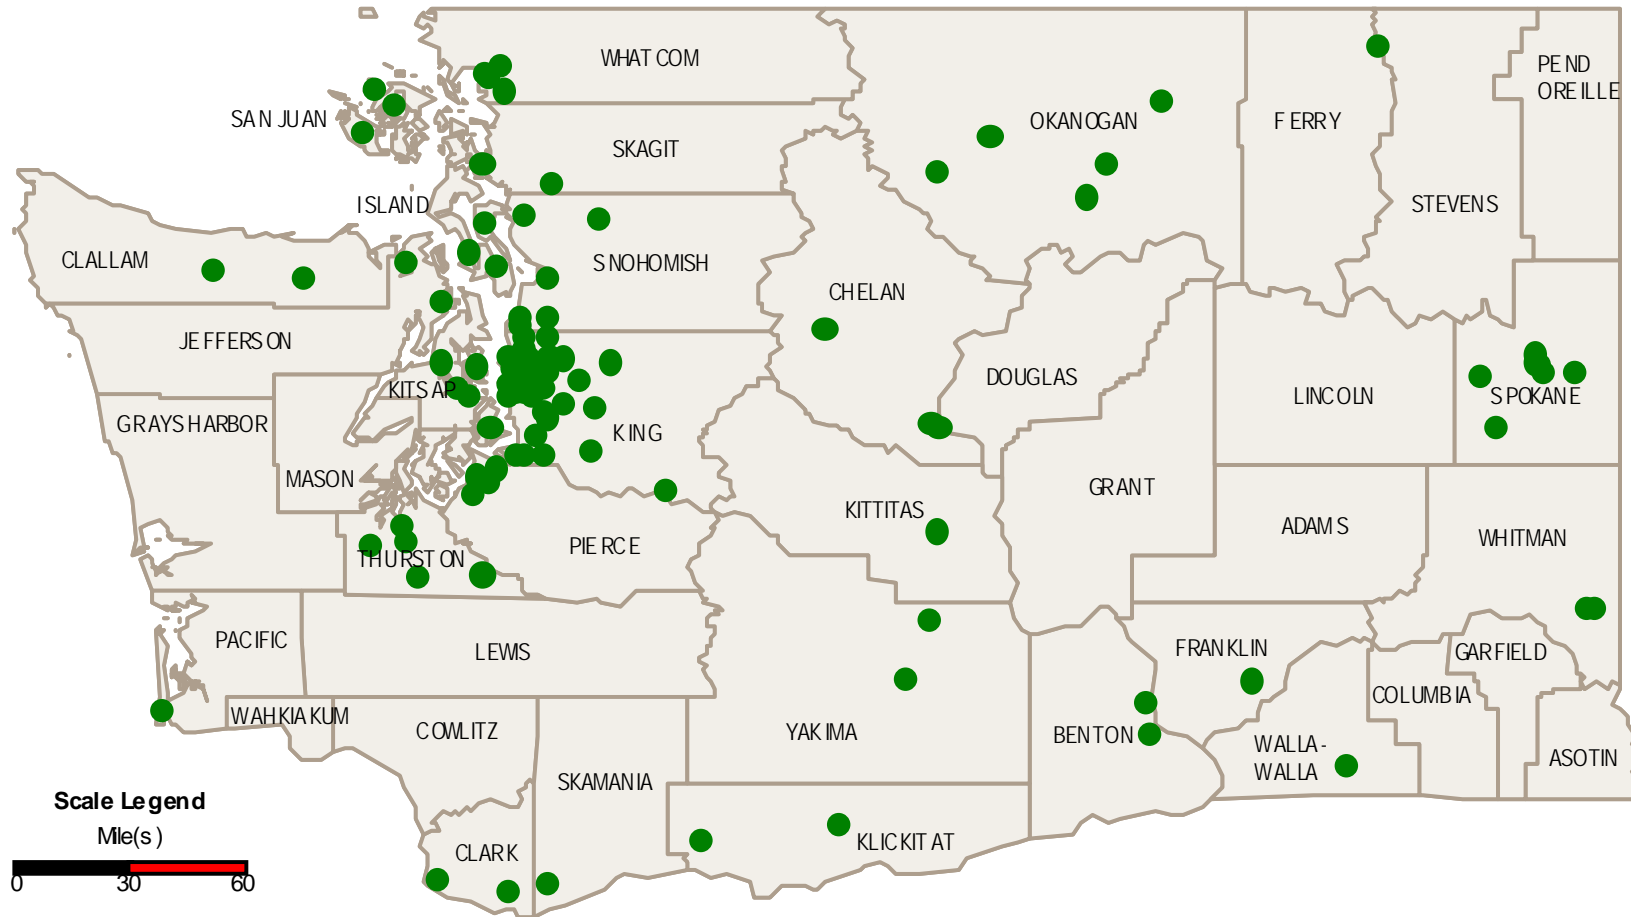 WHATCOM
PEND
OREILLE
SAN JUAN
OKANOGAN
FERRY
SKAGIT
ISLAND
STEVENS
CLALLAM
SNOHOMISH
CHELAN
JEFFERSON
DOUGLAS
KITSAP
LINCOLN
SPOKANE
GRAYS HARBOR
KING
MASON
GRANT
KITTITAS
ADAMS
WHITMAN
PIERCE
THURSTON
PACIFIC
LEWIS
FRANKLIN
GARFIELD
COLUMBIA
WAHKIAKUM
COWLITZ
YAKIMA
BENTON
WALLA-
WALLA
ASOTIN
SKAMANIA
Scale Legend
Mile(s)
KLICKITAT
CLARK
0 30 60